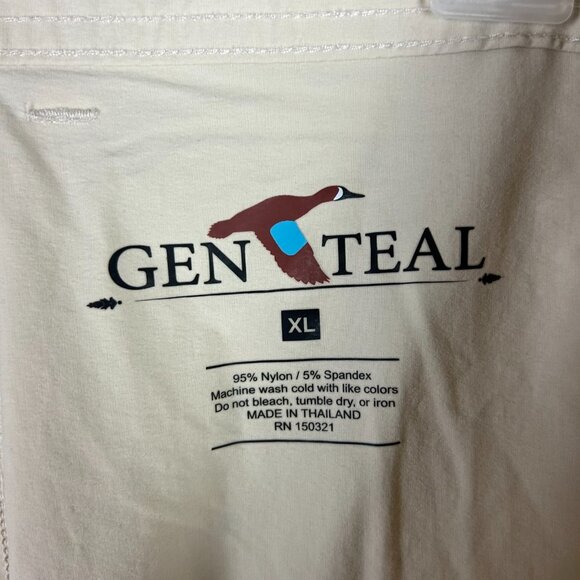 GEN TEAL
XL
95% Nylon / 5% Spandex
Machine wash cold with like colors
Do not bleach, tumble dry, or iron
MADE IN THAILAND
RN 150321